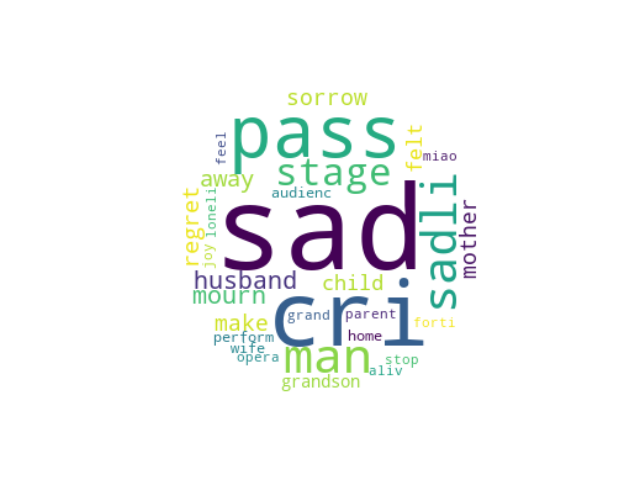 sorrow
pass
feel
felt
miao
stage
away
audienc
sad
sadli
mother
regret
loneli
joy
husband
child
mourn
cri
grand
parent
make
forti
perform
home
wife
man
opera
stop
aliv
grandson